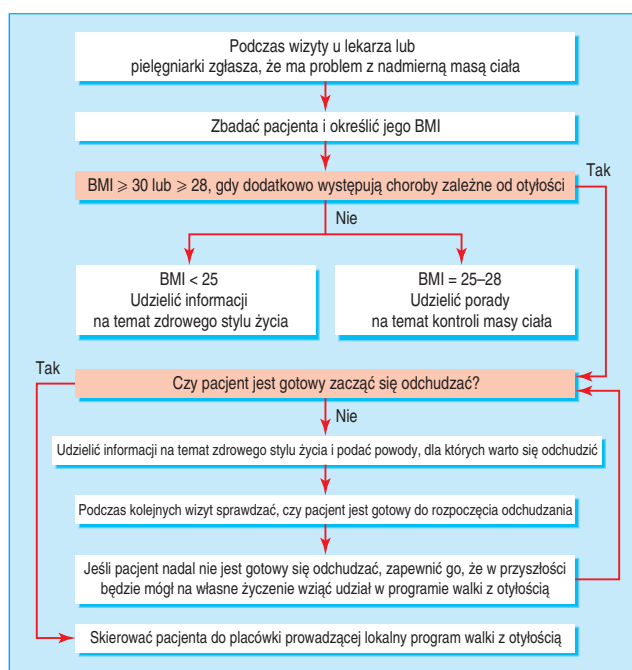 Podczas wizyty u lekarza lub
pielęgniarki zgłasza, że ma problem z nadmierną masą ciała
Zbadać pacjenta i określić jego BMI
Tak
BMI ⩾ 30 lub ⩾ 28, gdy dodatkowo występują choroby zależne od otyłości
Nie
BMI < 25
Udzielić informacji
na temat zdrowego stylu życia
BMI = 25–28
Udzielić porady
na temat kontroli masy ciała
Tak
Czy pacjent jest gotowy zacząć się odchudzać?
Nie
Udzielić informacji na temat zdrowego stylu życia i podać powody, dla których warto się odchudzić
Podczas kolejnych wizyt sprawdzać, czy pacjent jest gotowy do rozpoczęcia odchudzania
Jeśli pacjent nadal nie jest gotowy się odchudzać, zapewnić go, że w przyszłości
będzie mógł na własne życzenie wziąć udział w programie walki z otyłością
Skierować pacjenta do placówki prowadzącej lokalny program walki z otyłością